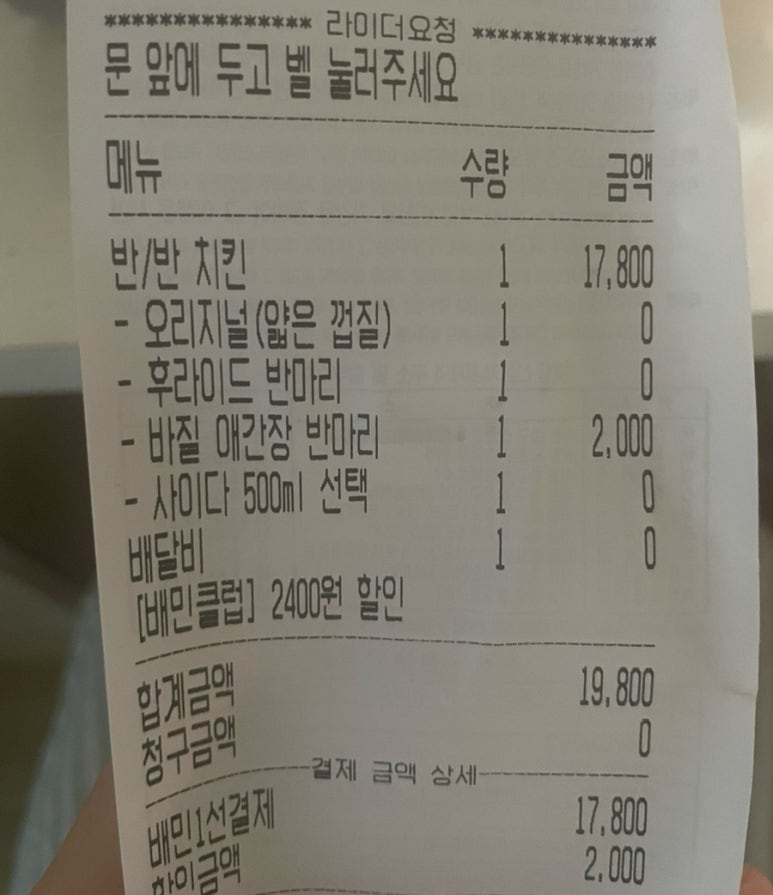 *************** 라이더요청 ***************
문 앞에 두고 벨 눌러주세요
메뉴 수량 금액
반/반 치킨 1 17,800
- 오리지널(얇은 껍질) 1 0
- 후라이드 반마리 1 0
- 바질 애간장 반마리 1 2,000
- 사이다 500ml 선택 1 0
배달비 1 0
[배민클럽] 2400원 할인
합계금액 19,800
청구금액 0
결제 금액 상세
배민1선결제 17,800
할인금액 2,000